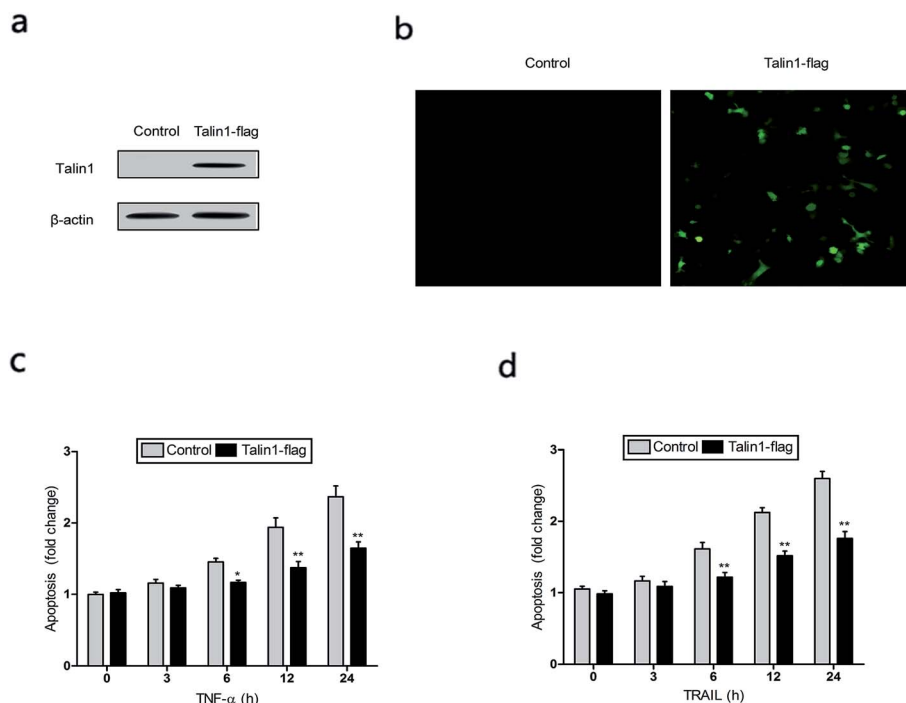 a
Control Talin1-flag
Talin1
β-actin
b
Control Talin1-flag
c
Control Talin1-flag
Apoptosis (fold change)
3
2
1
0
0 3 6 12 24
* ** **
TNF-α (h)
d
Control Talin1-flag
Apoptosis (fold change)
3
2
1
0
0 3 6 12 24
** ** **
TRAIL (h)